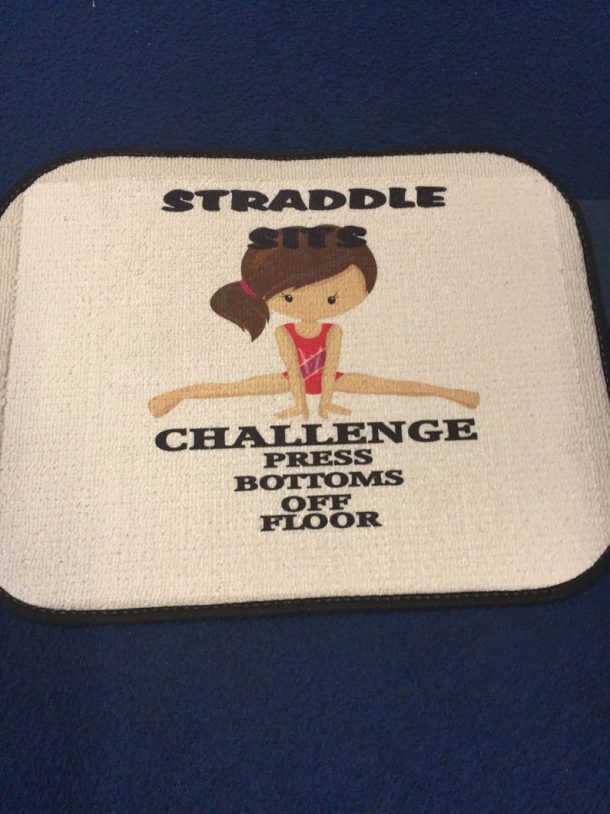 STRADDLE
SITS
CHALLENGE
PRESS
BOTTOMS
OFF
FLOOR